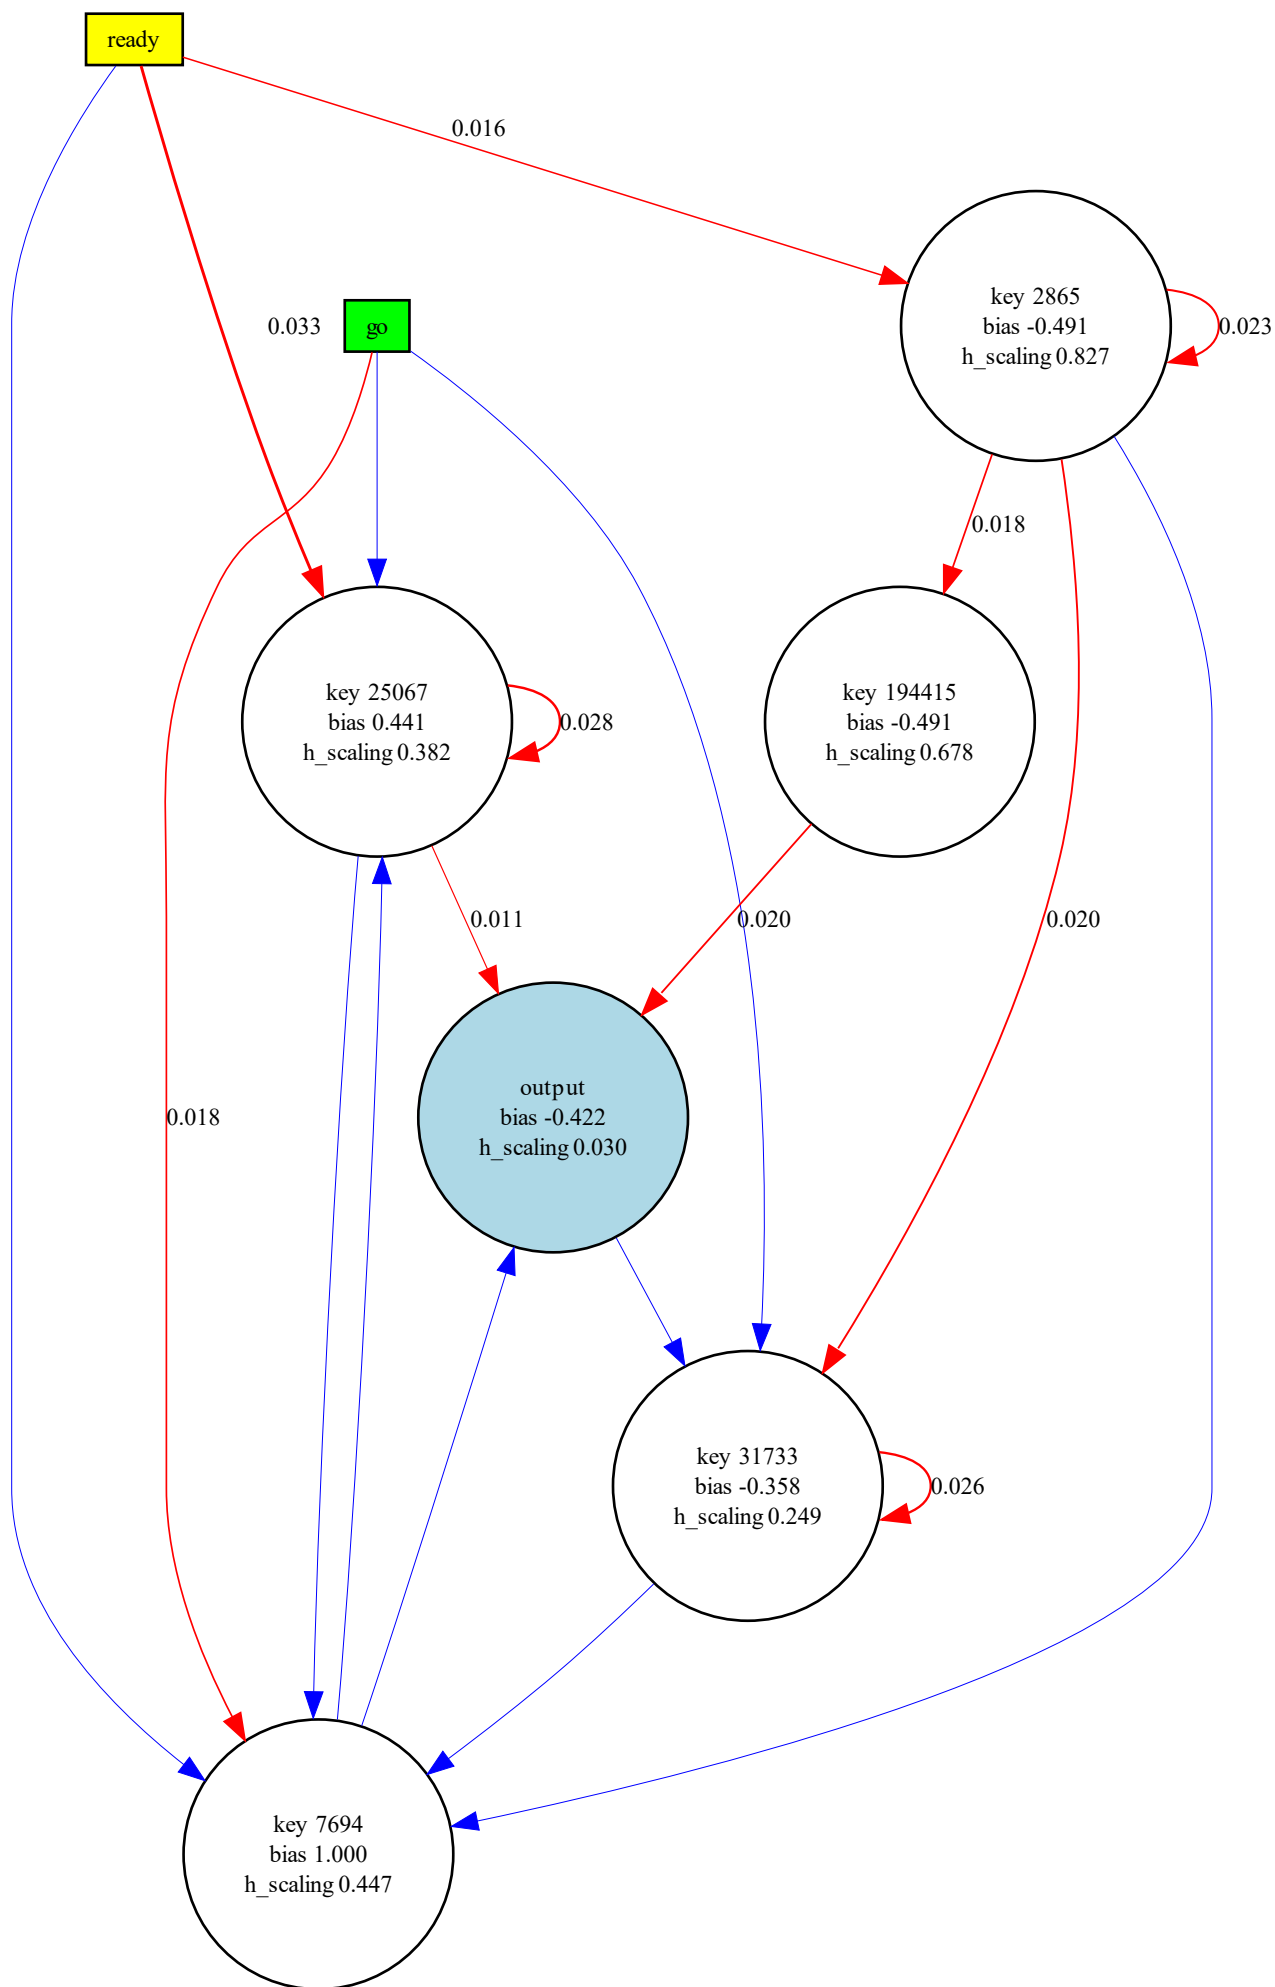 ready
0.016
0.033
go
key 2865
bias -0.491
h_scaling 0.827
0.023
0.018
key 25067
bias 0.441
h_scaling 0.382
0.028
key 194415
bias -0.491
h_scaling 0.678
0.011
0.020
0.020
output
bias -0.422
h_scaling 0.030
0.018
key 31733
bias -0.358
h_scaling 0.249
0.026
key 7694
bias 1.000
h_scaling 0.447